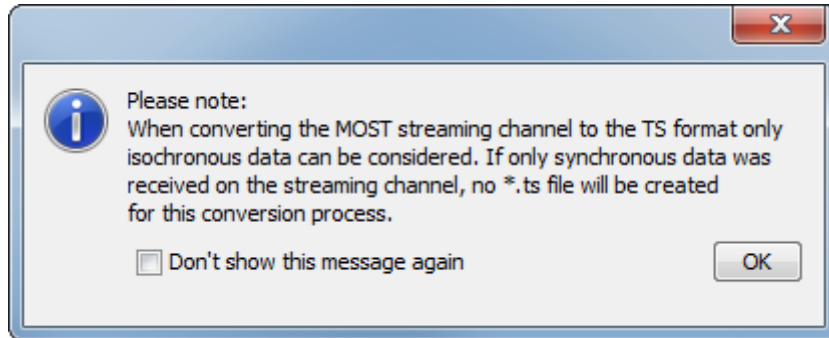 Please note:
When converting the MOST streaming channel to the TS format only
isochronous data can be considered. If only synchronous data was
received on the streaming channel, no *.ts file will be created
for this conversion process.
Don't show this message again
OK